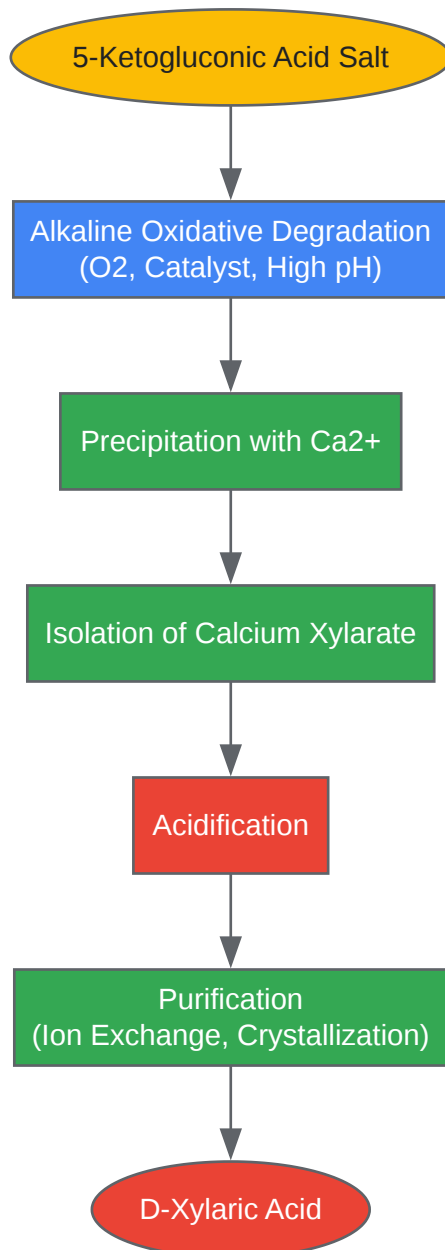 5-Ketogluconic Acid Salt
Alkaline Oxidative Degradation
(O2, Catalyst, High pH)
Precipitation with Ca2+
Isolation of Calcium Xylarate
Acidification
Purification
(Ion Exchange, Crystallization)
D-Xylaric Acid